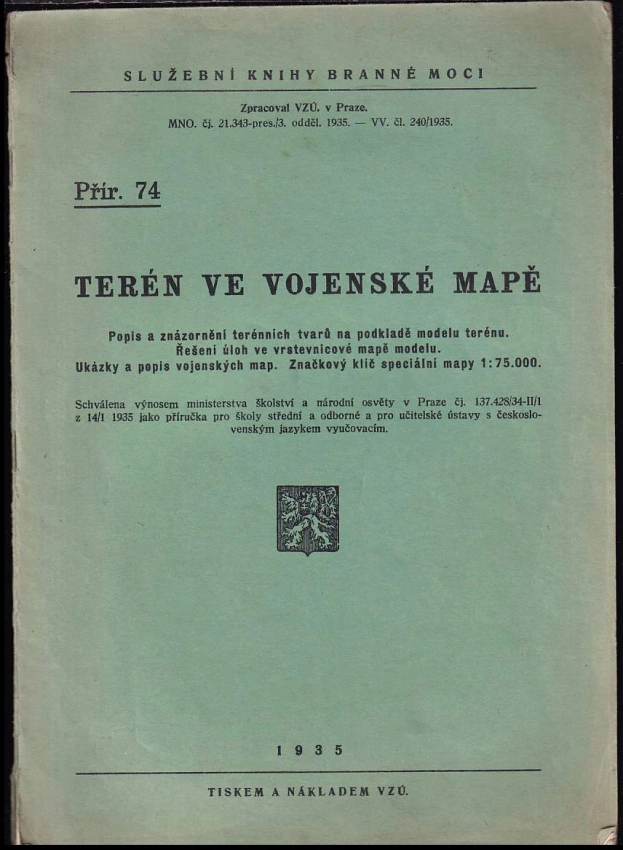 SLUŽEBNÍ KNIHY BRANNÉ MOCI
Zpracoval VZÚ. v Praze.
MNO. čj. 21.343-pres./3. odděl. 1935. — VV. čl. 240/1935.
Přír. 74
TERÉN VE VOJENSKÉ MAPĚ
Popis a znázornění terénních tvarů na podkladě modelu terénu.
Řešení úloh ve vrstevnicové mapě modelu.
Ukázky a popis vojenských map. Značkový klíč speciální mapy 1:75.000.
Schválena výnosem ministerstva školství a národní osvěty v Praze čj. 137.428/34-II/1
z 14/1 1935 jako příručka pro školy střední a odborné a pro učitelské ústavy s českoslo-
venským jazykem vyučovacím.
1935
TISKEM A NÁKLADEM VZÚ.